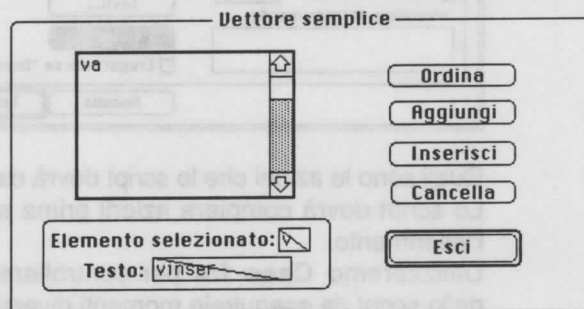 Vettore semplice
va
Ordina
Aggiungi
Inserisci
Cancella
Elemento selezionato: v
Testo: vinser
Esci